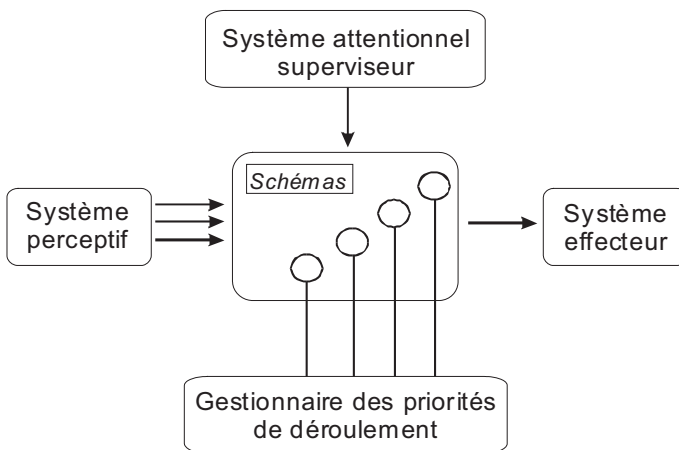 Système attentionnel
superviseur
Schémas
Système
perceptif
Système
effecteur
Gestionnaire des priorités
de déroulement